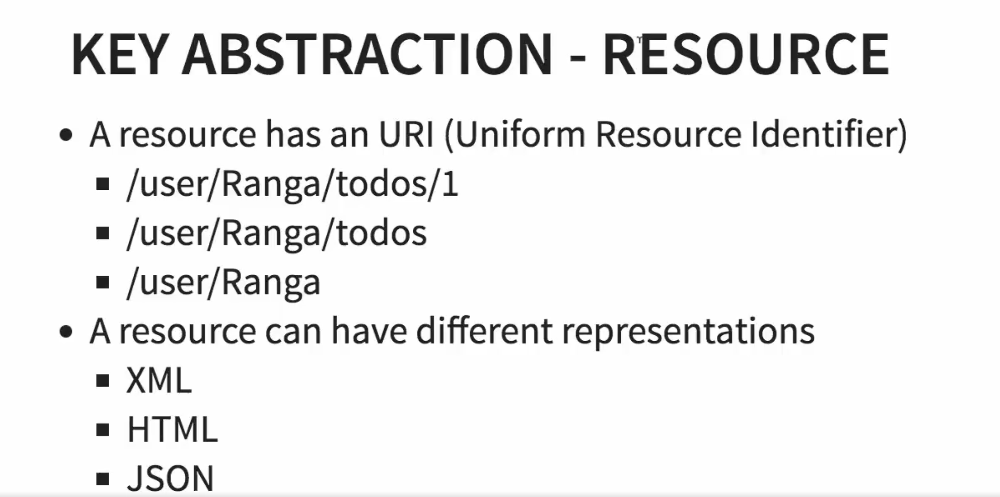 KEY ABSTRACTION - RESOURCE
• A resource has an URI (Uniform Resource Identifier)
▪ /user/Ranga/todos/1
▪ /user/Ranga/todos
▪ /user/Ranga
• A resource can have different representations
▪ XML
▪ HTML
▪ JSON